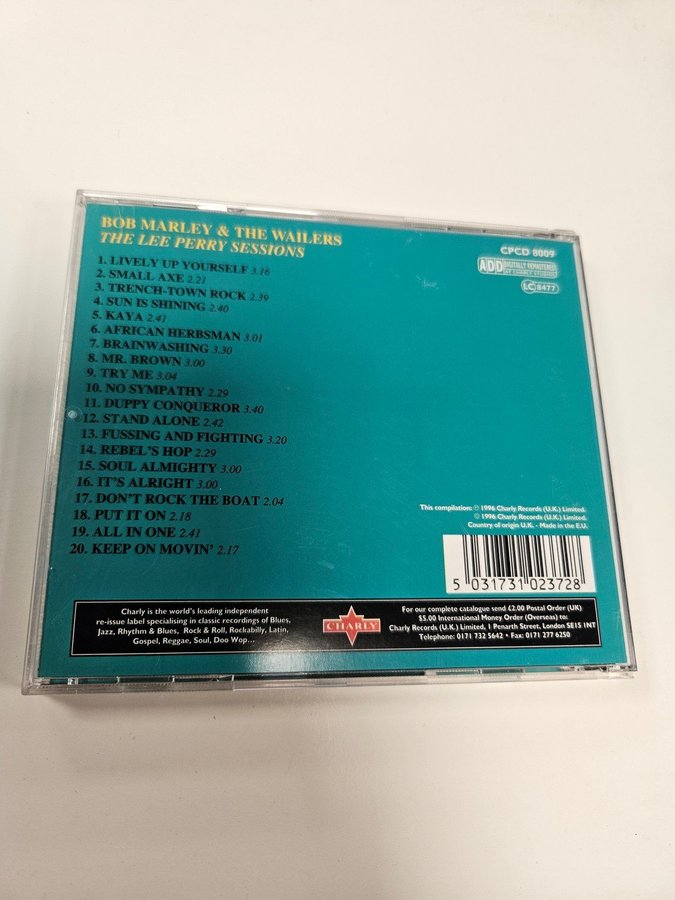 BOB MARLEY & THE WAILERS
THE LEE PERRY SESSIONS
1. LIVELY UP YOURSELF 3.16
2. SMALL AXE 2.21
3. TRENCH-TOWN ROCK 2.39
4. SUN IS SHINING 2.40
5. KAYA 2.41
6. AFRICAN HERBSMAN 3.01
7. BRAINWASHING 3.30
8. MR. BROWN 3.00
9. TRY ME 3.04
10. NO SYMPATHY 2.29
11. DUPPY CONQUEROR 3.40
12. STAND ALONE 2.42
13. FUSSING AND FIGHTING 3.20
14. REBEL'S HOP 2.29
15. SOUL ALMIGHTY 3.00
16. IT'S ALRIGHT 3.00
17. DON'T ROCK THE BOAT 2.04
18. PUT IT ON 2.18
19. ALL IN ONE 2.41
20. KEEP ON MOVIN' 2.17
CPCD 8009
ADD DIGITALLY REMASTERED
AT CHARLY STUDIOS
LC 8477
This compilation: ℗ 1996 Charly Records (U.K.) Limited.
© 1996 Charly Records (U.K.) Limited.
Country of origin U.K. - Made in the E.U.
5 031731 023728
Charly is the world's leading independent
re-issue label specialising in classic recordings of Blues,
Jazz, Rhythm & Blues, Rock & Roll, Rockabilly, Latin,
Gospel, Reggae, Soul, Doo Wop...
CHARLY
For our complete catalogue send £2.00 Postal Order (UK)
$5.00 International Money Order (Overseas) to:
Charly Records (U.K.) Limited, 1 Penarth Street, London SE15 1NT
Telephone: 0171 732 5642 • Fax: 0171 277 6250